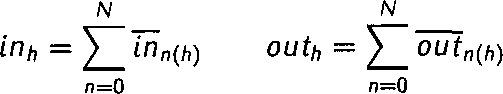 $in_h = \sum_{n=0}^{N} \overline{in}_{n(h)} \qquad out_h = \sum_{n=0}^{N} \overline{out}_{n(h)}$